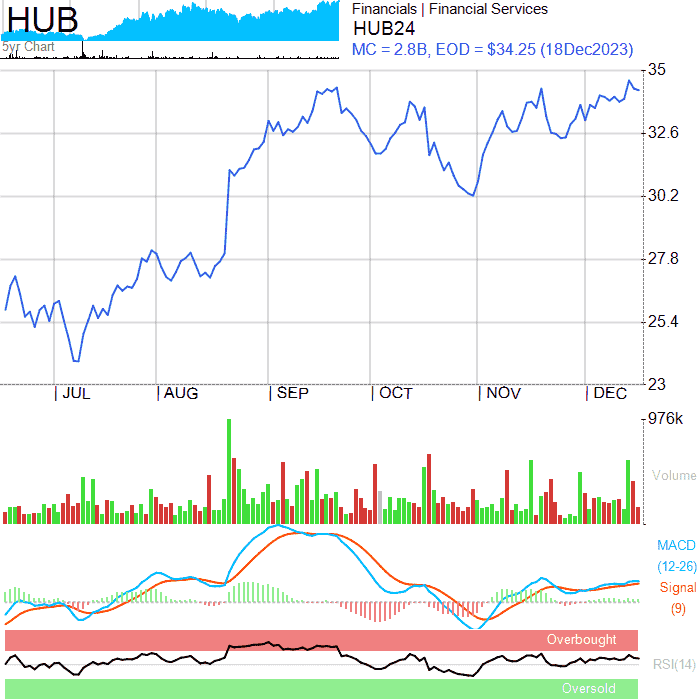 HUB
5yr Chart
Financials | Financial Services
HUB24
MC = 2.8B, EOD = $34.25 (18Dec2023)
35
32.6
30.2
27.8
25.4
23
JUL
AUG
SEP
OCT
NOV
DEC
976k
Volume
MACD
(12-26)
Signal
(9)
Overbought
RSI(14)
Oversold